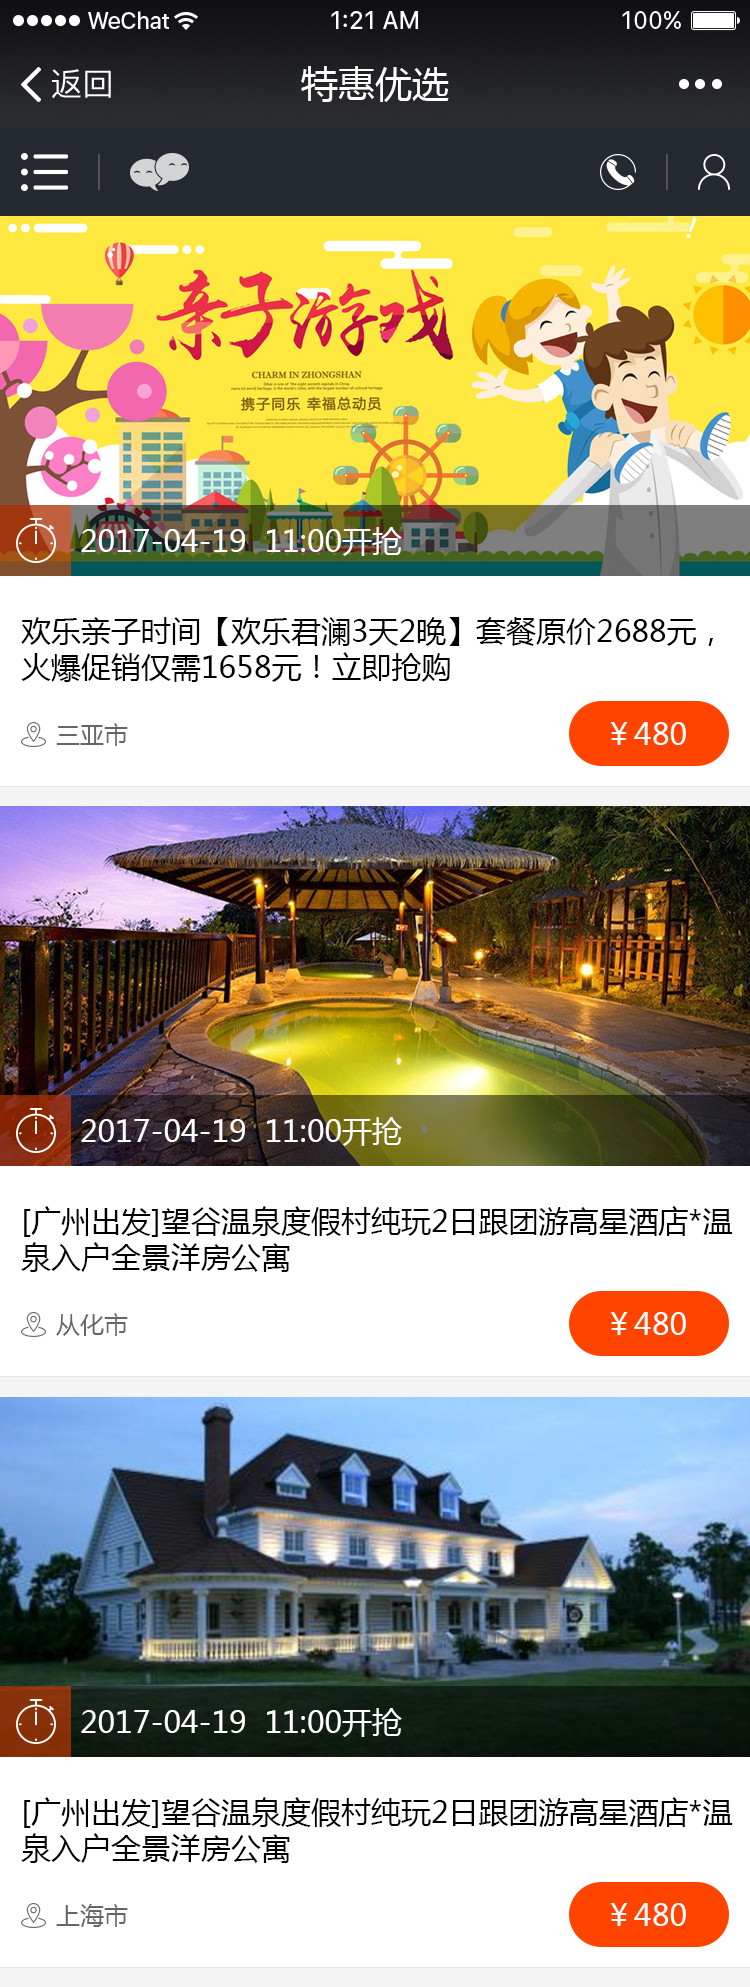 WeChat 1:21 AM 100%
返回 特惠优选
亲子游戏
CHARM IN ZHONGSHAN
携子同乐 幸福总动员
2017-04-19 11:00开抢
欢乐亲子时间【欢乐君澜3天2晚】套餐原价2688元，
火爆促销仅需1658元！立即抢购
三亚市 ￥480
2017-04-19 11:00开抢
[广州出发]望谷温泉度假村纯玩2日跟团游高星酒店*温
泉入户全景洋房公寓
从化市 ￥480
2017-04-19 11:00开抢
[广州出发]望谷温泉度假村纯玩2日跟团游高星酒店*温
泉入户全景洋房公寓
上海市 ￥480